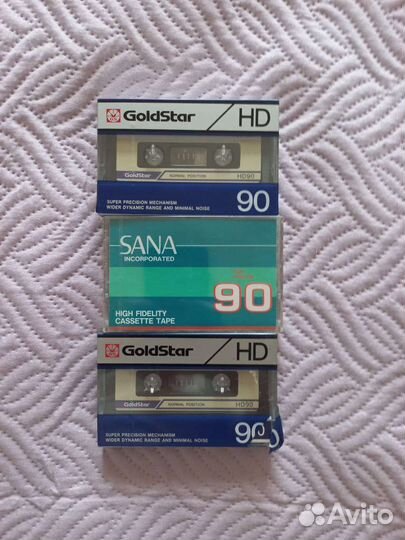 GoldStar HD
GoldStar NORMAL POSITION HD90
SUPER PRECISION MECHANISM
WIDER DYNAMIC RANGE AND MINIMAL NOISE
90
SANA
INCORPORATED
90
HIGH FIDELITY
CASSETTE TAPE
GoldStar HD
GoldStar NORMAL POSITION HD90
SUPER PRECISION MECHANISM
WIDER DYNAMIC RANGE AND MINIMAL NOISE
90
Avito